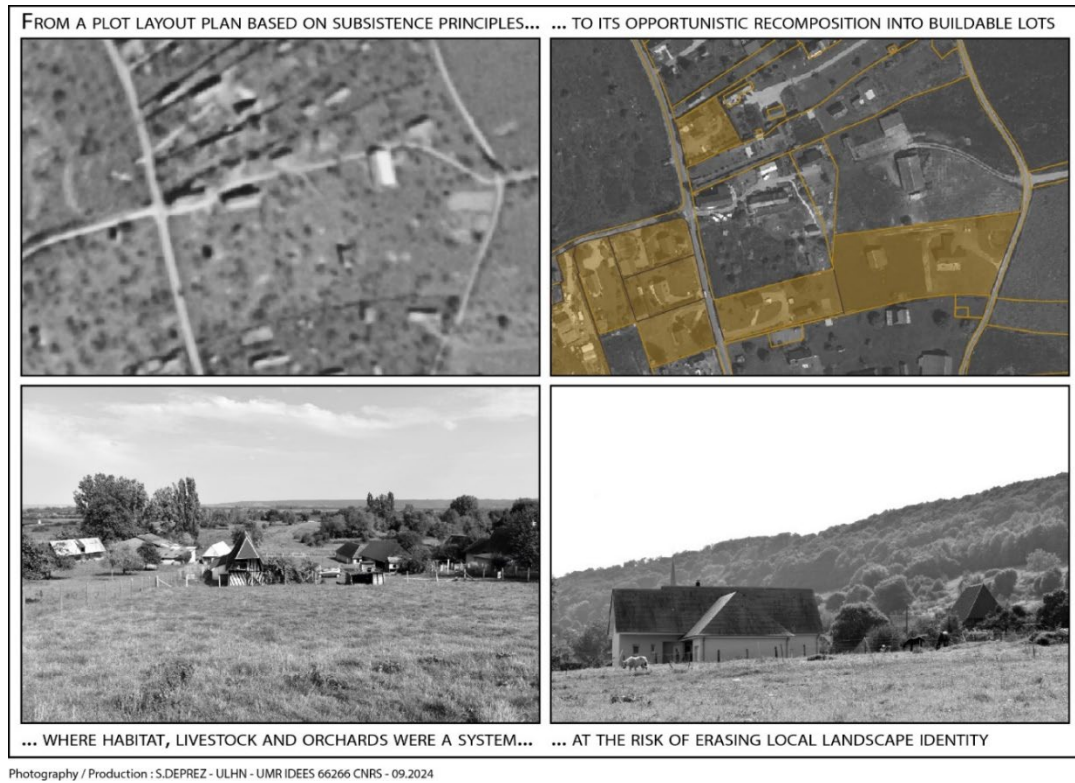 FROM A PLOT LAYOUT PLAN BASED ON SUBSISTENCE PRINCIPLES...
... TO ITS OPPORTUNISTIC RECOMPOSITION INTO BUILDABLE LOTS
... WHERE HABITAT, LIVESTOCK AND ORCHARDS WERE A SYSTEM...
... AT THE RISK OF ERASING LOCAL LANDSCAPE IDENTITY
Photography / Production : S.DEPREZ - ULHN - UMR IDEES 66266 CNRS - 09.2024